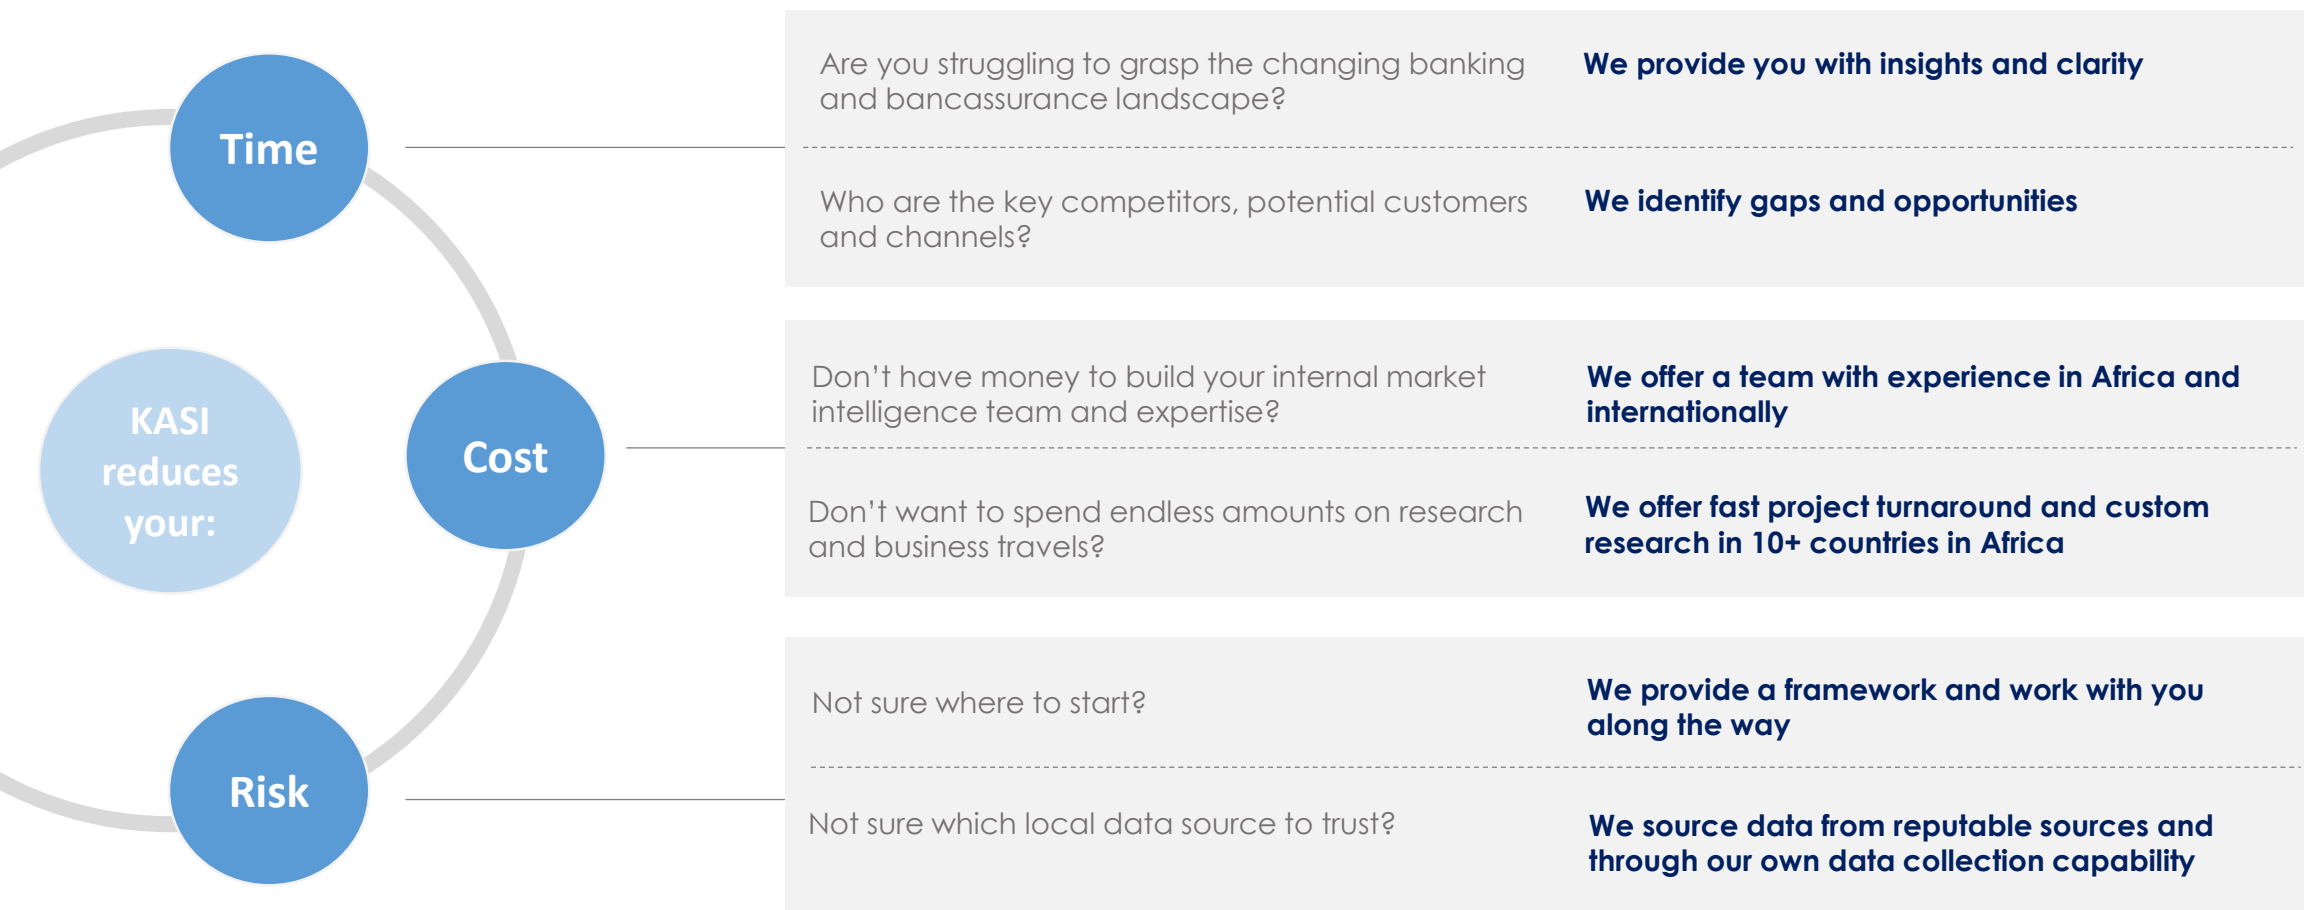 KASI
reduces
your:
Time
Are you struggling to grasp the changing banking
and bancassurance landscape?
We provide you with insights and clarity
Who are the key competitors, potential customers
and channels?
We identify gaps and opportunities
Cost
Don't have money to build your internal market
intelligence team and expertise?
We offer a team with experience in Africa and
internationally
Don't want to spend endless amounts on research
and business travels?
We offer fast project turnaround and custom
research in 10+ countries in Africa
Risk
Not sure where to start?
We provide a framework and work with you
along the way
Not sure which local data source to trust?
We source data from reputable sources and
through our own data collection capability